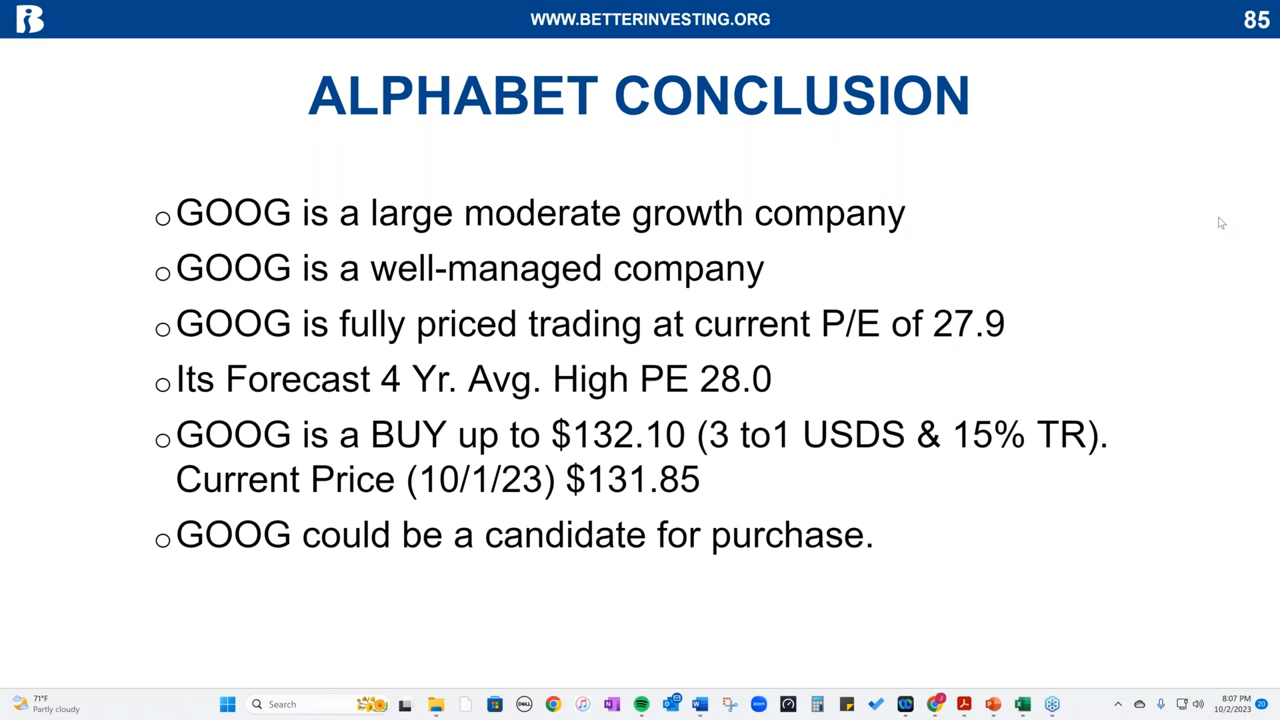 WWW.BETTERINVESTING.ORG
85
ALPHABET CONCLUSION
GOOG is a large moderate growth company
GOOG is a well-managed company
GOOG is fully priced trading at current P/E of 27.9
Its Forecast 4 Yr. Avg. High PE 28.0
GOOG is a BUY up to $132.10 (3 to1 USDS & 15% TR).
Current Price (10/1/23) $131.85
GOOG could be a candidate for purchase.
71°F
Partly cloudy
Search
DELL
zoom
8:07 PM
10/2/2023
20